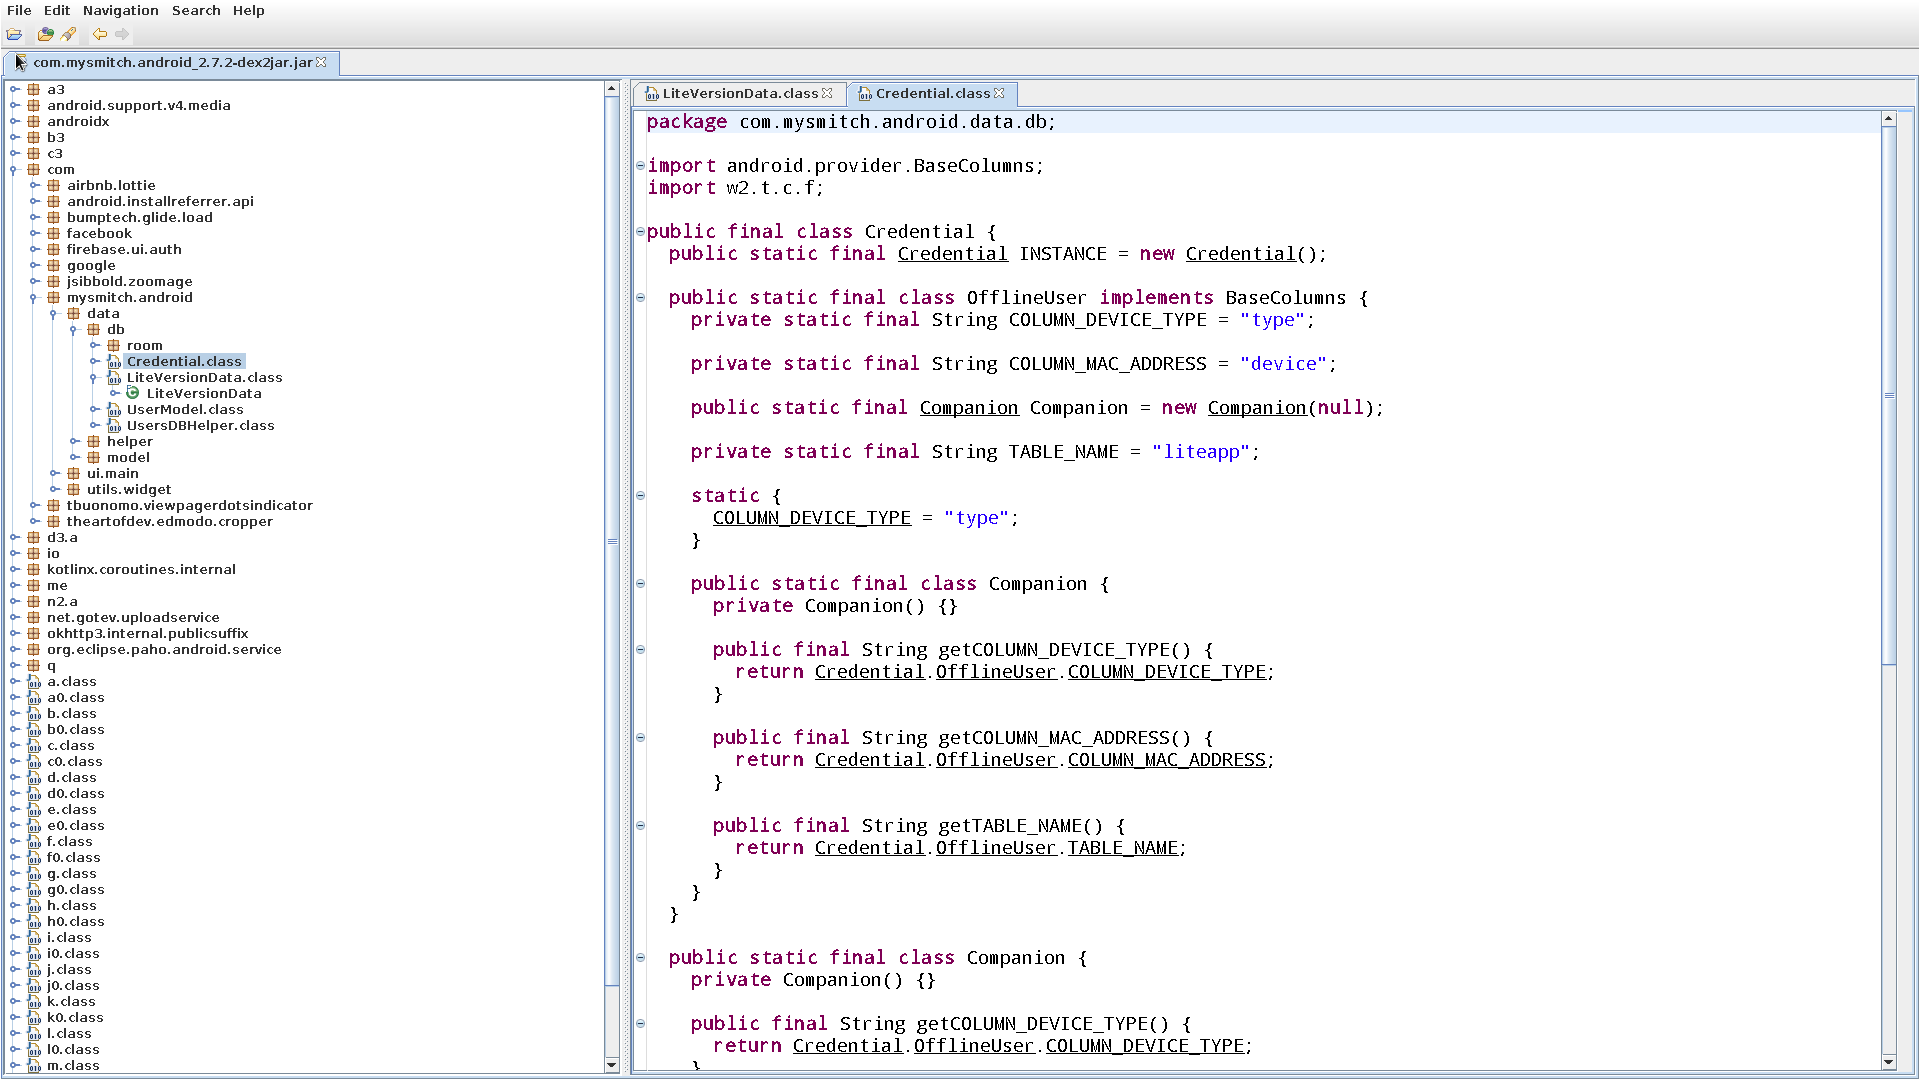 File Edit Navigation Search Help
com.mysmitch.android_2.7.2-dex2jar.jar
a3
android.support.v4.media
androidx
b3
c3
com
airbnb.lottie
android.installreferrer.api
bumptech.glide.load
facebook
firebase.ui.auth
google
jsibbold.zoomage
mysmitch.android
data
db
room
Credential.class
LiteVersionData.class
LiteVersionData
UserModel.class
UsersDBHelper.class
helper
model
ui.main
utils.widget
tbuonomo.viewpagerdotsindicator
theartofdev.edmodo.cropper
d3.a
io
kotlinx.coroutines.internal
me
n2.a
net.gotev.uploadservice
okhttp3.internal.publicsuffix
org.eclipse.paho.android.service
q
a.class
a0.class
b.class
b0.class
c.class
c0.class
d.class
d0.class
e.class
e0.class
f.class
f0.class
g.class
g0.class
h.class
h0.class
i.class
i0.class
j.class
j0.class
k.class
k0.class
l.class
l0.class
m.class
LiteVersionData.class Credential.class
package com.mysmitch.android.data.db;
import android.provider.BaseColumns;
import w2.t.c.f;
public final class Credential {
public static final Credential INSTANCE = new Credential();
public static final class OfflineUser implements BaseColumns {
private static final String COLUMN_DEVICE_TYPE = "type";
private static final String COLUMN_MAC_ADDRESS = "device";
public static final Companion Companion = new Companion(null);
private static final String TABLE_NAME = "liteapp";
static {
COLUMN_DEVICE_TYPE = "type";
}
public static final class Companion {
private Companion() {}
public final String getCOLUMN_DEVICE_TYPE() {
return Credential.OfflineUser.COLUMN_DEVICE_TYPE;
}
public final String getCOLUMN_MAC_ADDRESS() {
return Credential.OfflineUser.COLUMN_MAC_ADDRESS;
}
public final String getTABLE_NAME() {
return Credential.OfflineUser.TABLE_NAME;
}
}
}
public static final class Companion {
private Companion() {}
public final String getCOLUMN_DEVICE_TYPE() {
return Credential.OfflineUser.COLUMN_DEVICE_TYPE;
}